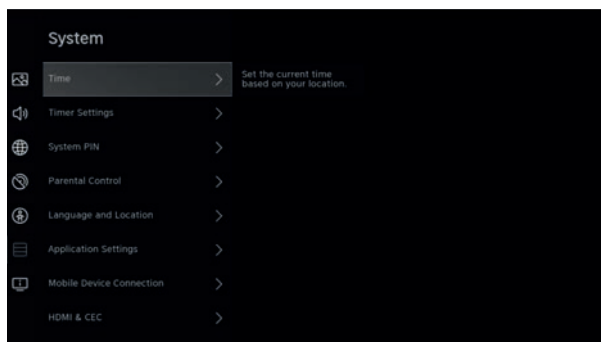 System
Time
Set the current time
based on your location.
Timer Settings
System PIN
Parental Control
Language and Location
Application Settings
Mobile Device Connection
HDMI & CEC